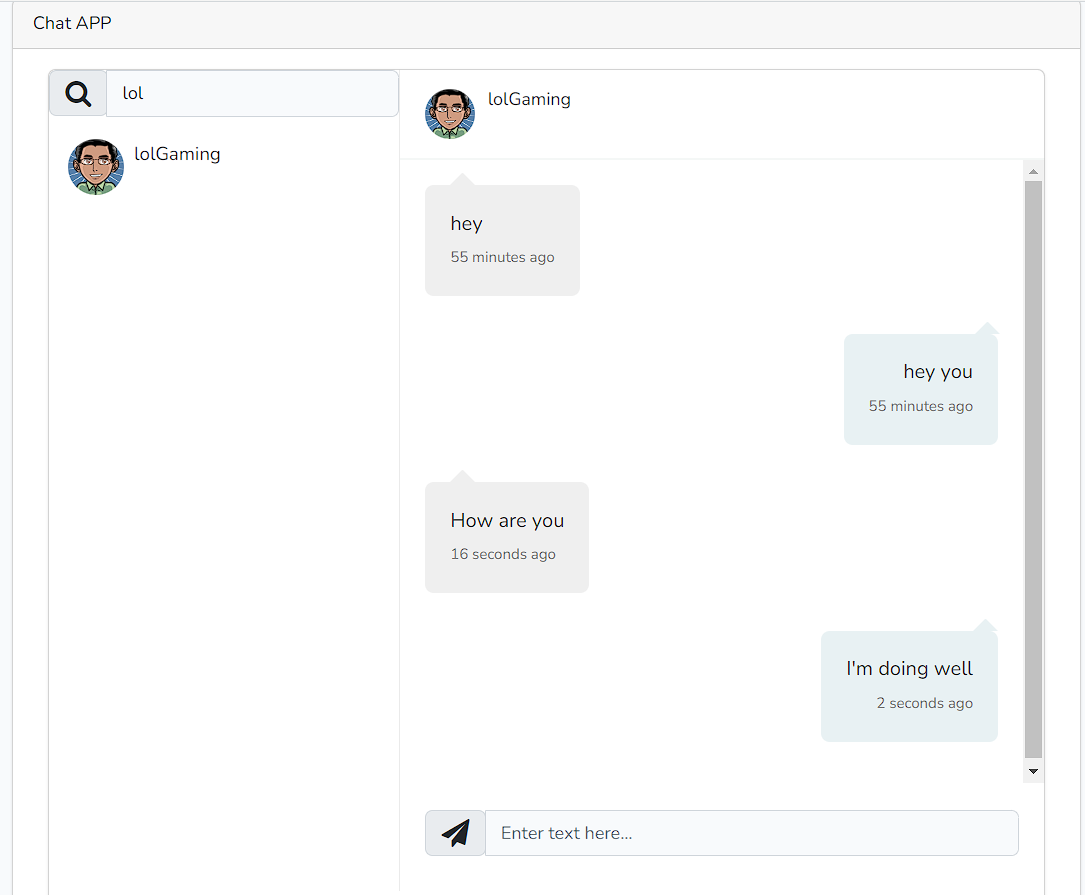 Chat APP
lol
lolGaming
lolGaming
hey
55 minutes ago
hey you
55 minutes ago
How are you
16 seconds ago
I'm doing well
2 seconds ago
Enter text here...